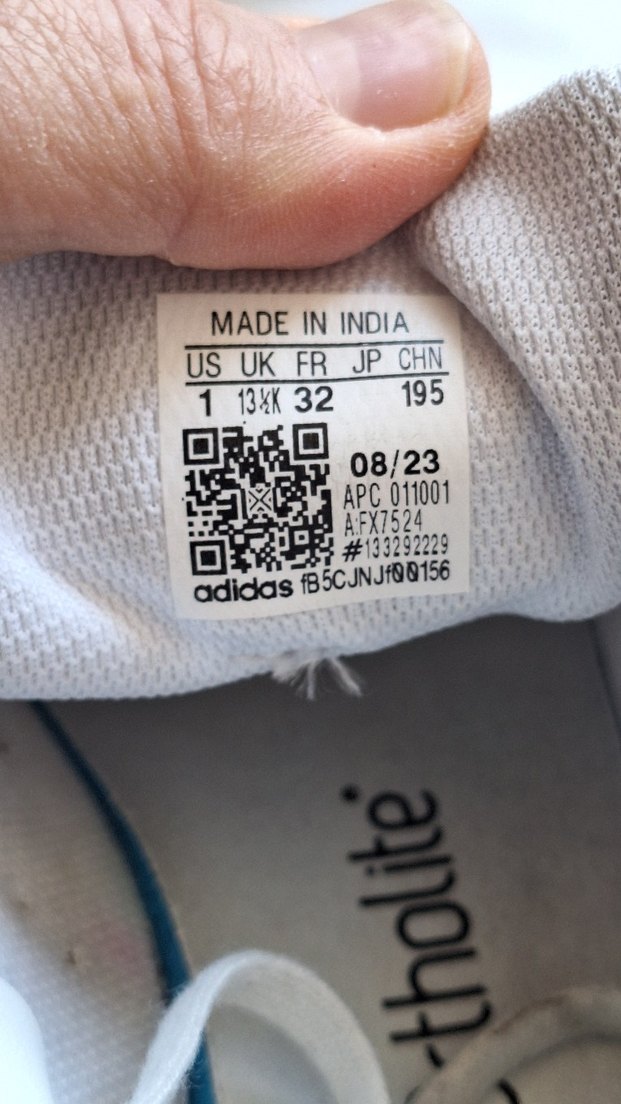 MADE IN INDIA
US UK FR JP CHN
1 13½K 32 195
08/23
APC 011001
A:FX7524
#133292229
adidas fB5CJNJf00156
tholite